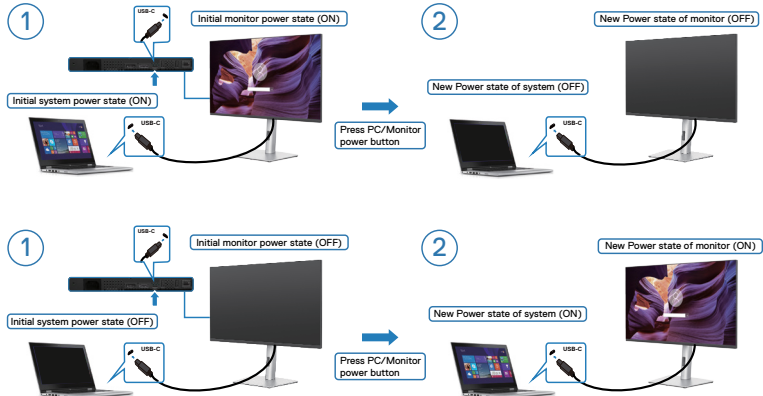 1
USB-C
Initial monitor power state (ON)
Initial system power state (ON)
USB-C
Press PC/Monitor
power button
2
New Power state of monitor (OFF)
New Power state of system (OFF)
USB-C
1
USB-C
Initial monitor power state (OFF)
Initial system power state (OFF)
USB-C
Press PC/Monitor
power button
2
New Power state of monitor (ON)
New Power state of system (ON)
USB-C